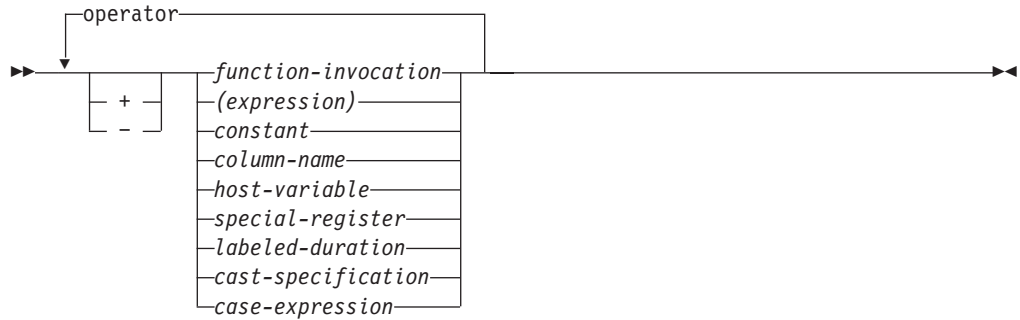 operator
function-invocation
+ (expression)
− constant
column-name
host-variable
special-register
labeled-duration
cast-specification
case-expression